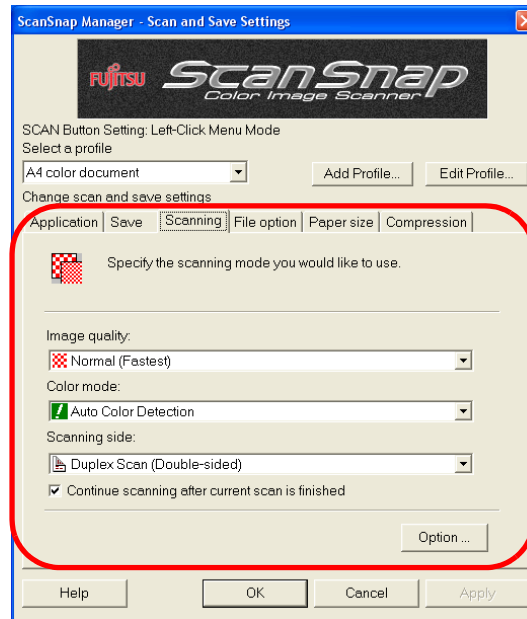 ScanSnap Manager - Scan and Save Settings
FUJITSU ScanSnap
Color Image Scanner
SCAN Button Setting: Left-Click Menu Mode
Select a profile
A4 color document Add Profile... Edit Profile...
Change scan and save settings
Application Save Scanning File option Paper size Compression
Specify the scanning mode you would like to use.
Image quality:
Normal (Fastest)
Color mode:
Auto Color Detection
Scanning side:
Duplex Scan (Double-sided)
Continue scanning after current scan is finished
Option ...
Help OK Cancel Apply